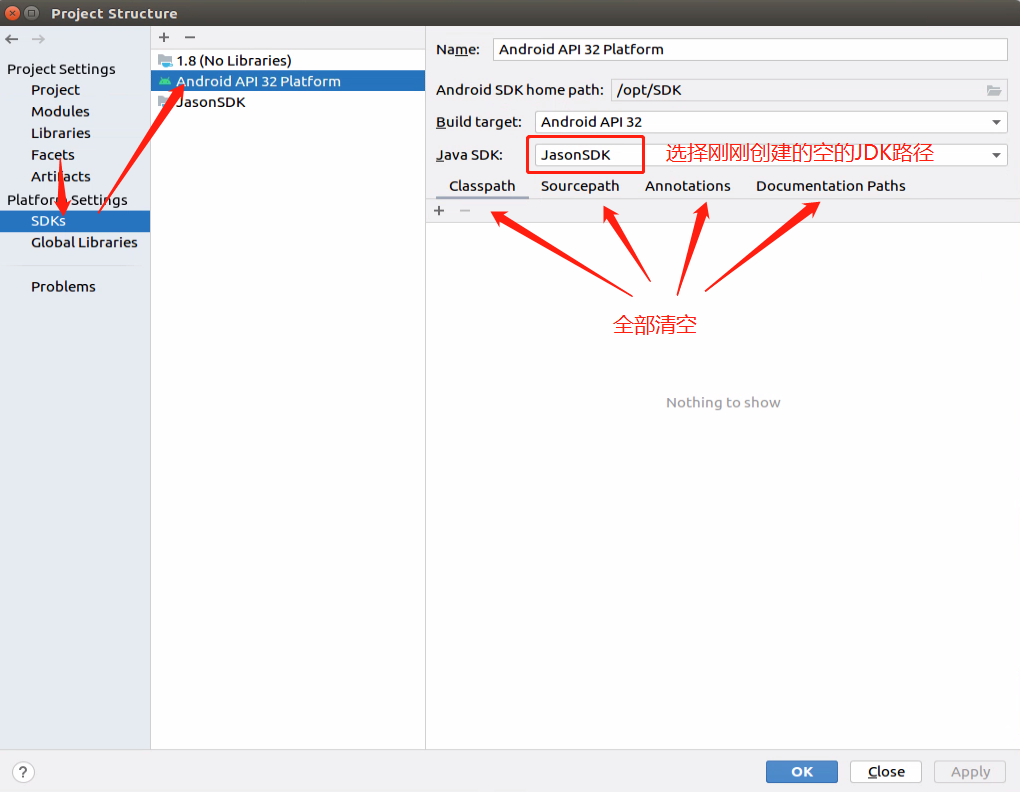 Project Structure
Project Settings
Project
Modules
Libraries
Facets
Artifacts
Platform Settings
SDKs
Global Libraries
Problems
1.8 (No Libraries)
Android API 32 Platform
JasonSDK
Name: Android API 32 Platform
Android SDK home path: /opt/SDK
Build target: Android API 32
Java SDK: JasonSDK 选择刚刚创建的空的JDK路径
Classpath Sourcepath Annotations Documentation Paths
全部清空
Nothing to show
? OK Close Apply